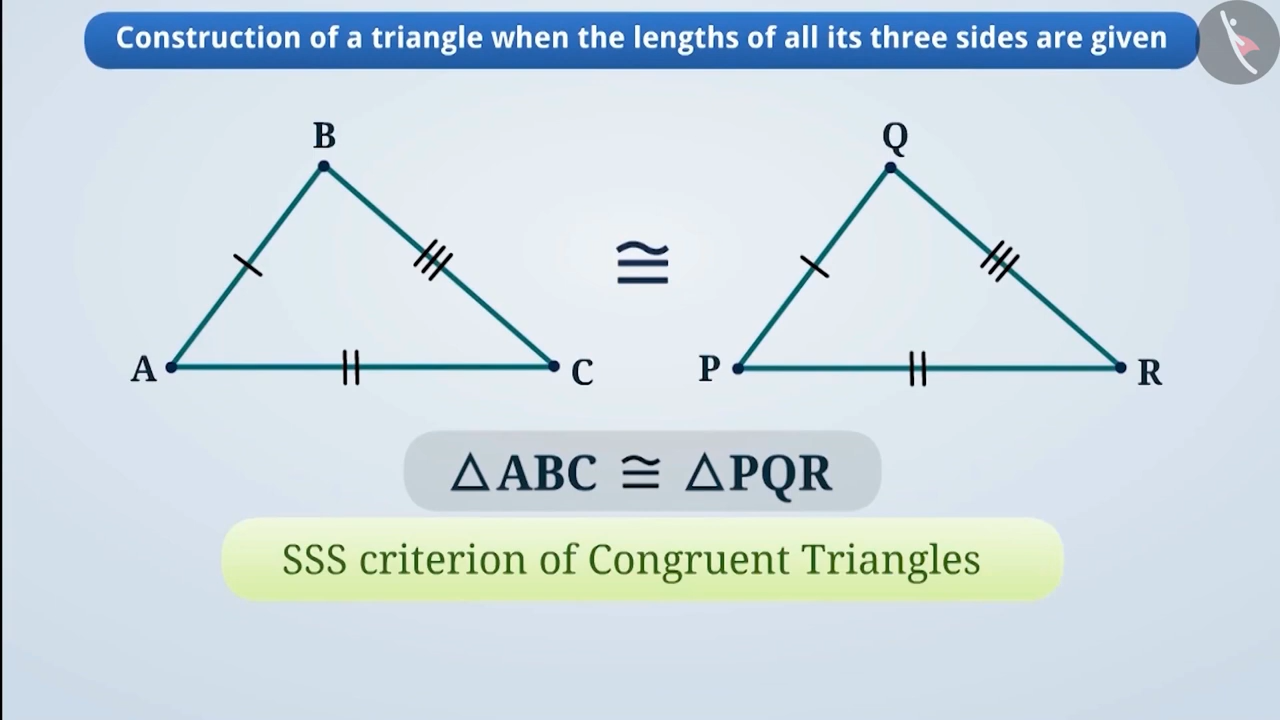 Construction of a triangle when the lengths of all its three sides are given
B
Q
≅
A
C
P
R
△ABC ≅ △PQR
SSS criterion of Congruent Triangles